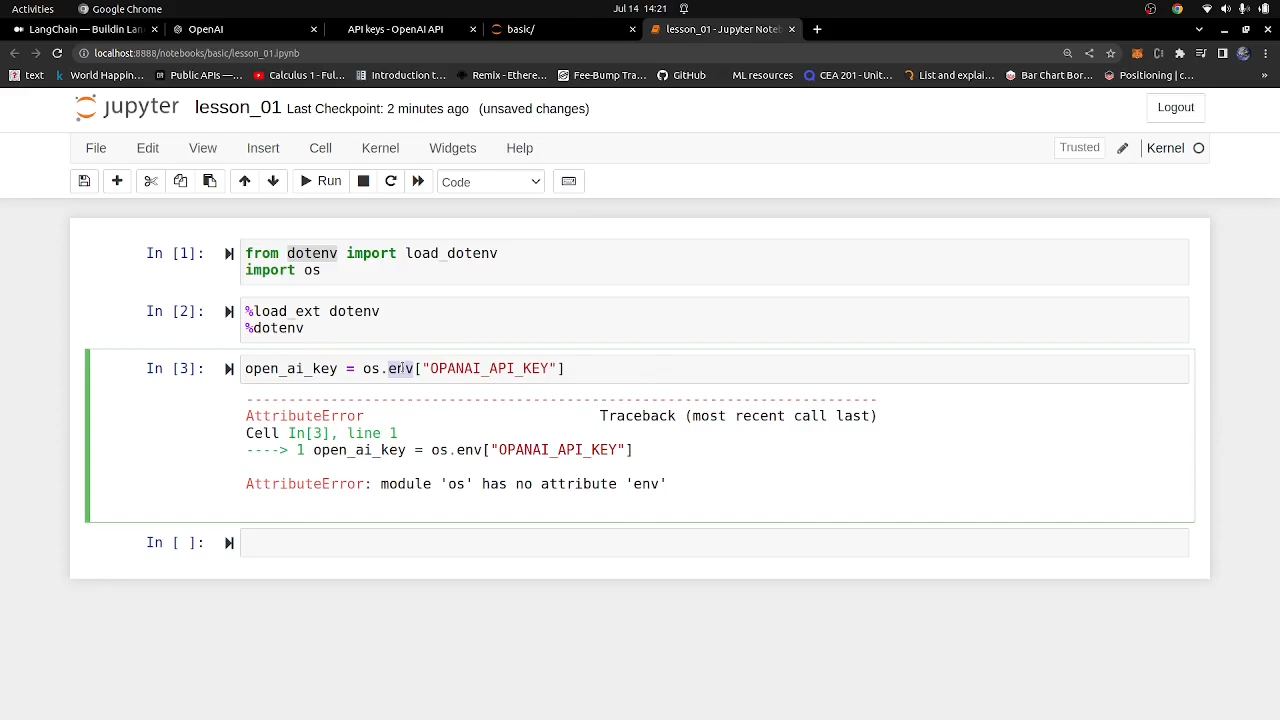 Activities Google Chrome Jul 14 14:21
LangChain — Buildin Lan OpenAI API keys - OpenAI API basic/ lesson_01 - Jupyter Noteb
localhost:8888/notebooks/basic/lesson_01.ipynb
text World Happin... Public APIs —... Calculus 1 - Ful... Introduction t... Remix - Ethere... Fee-Bump Tra... GitHub ML resources CEA 201 - Unit... List and explai... Bar Chart Bor... Positioning | c... »
jupyter lesson_01 Last Checkpoint: 2 minutes ago (unsaved changes) Logout
File Edit View Insert Cell Kernel Widgets Help Trusted Kernel
Run Code
In [1]: from dotenv import load_dotenv
import os
In [2]: %load_ext dotenv
%dotenv
In [3]: open_ai_key = os.env["OPANAI_API_KEY"]
---------------------------------------------------------------------------
AttributeError Traceback (most recent call last)
Cell In[3], line 1
----> 1 open_ai_key = os.env["OPANAI_API_KEY"]
AttributeError: module 'os' has no attribute 'env'
In [ ]: